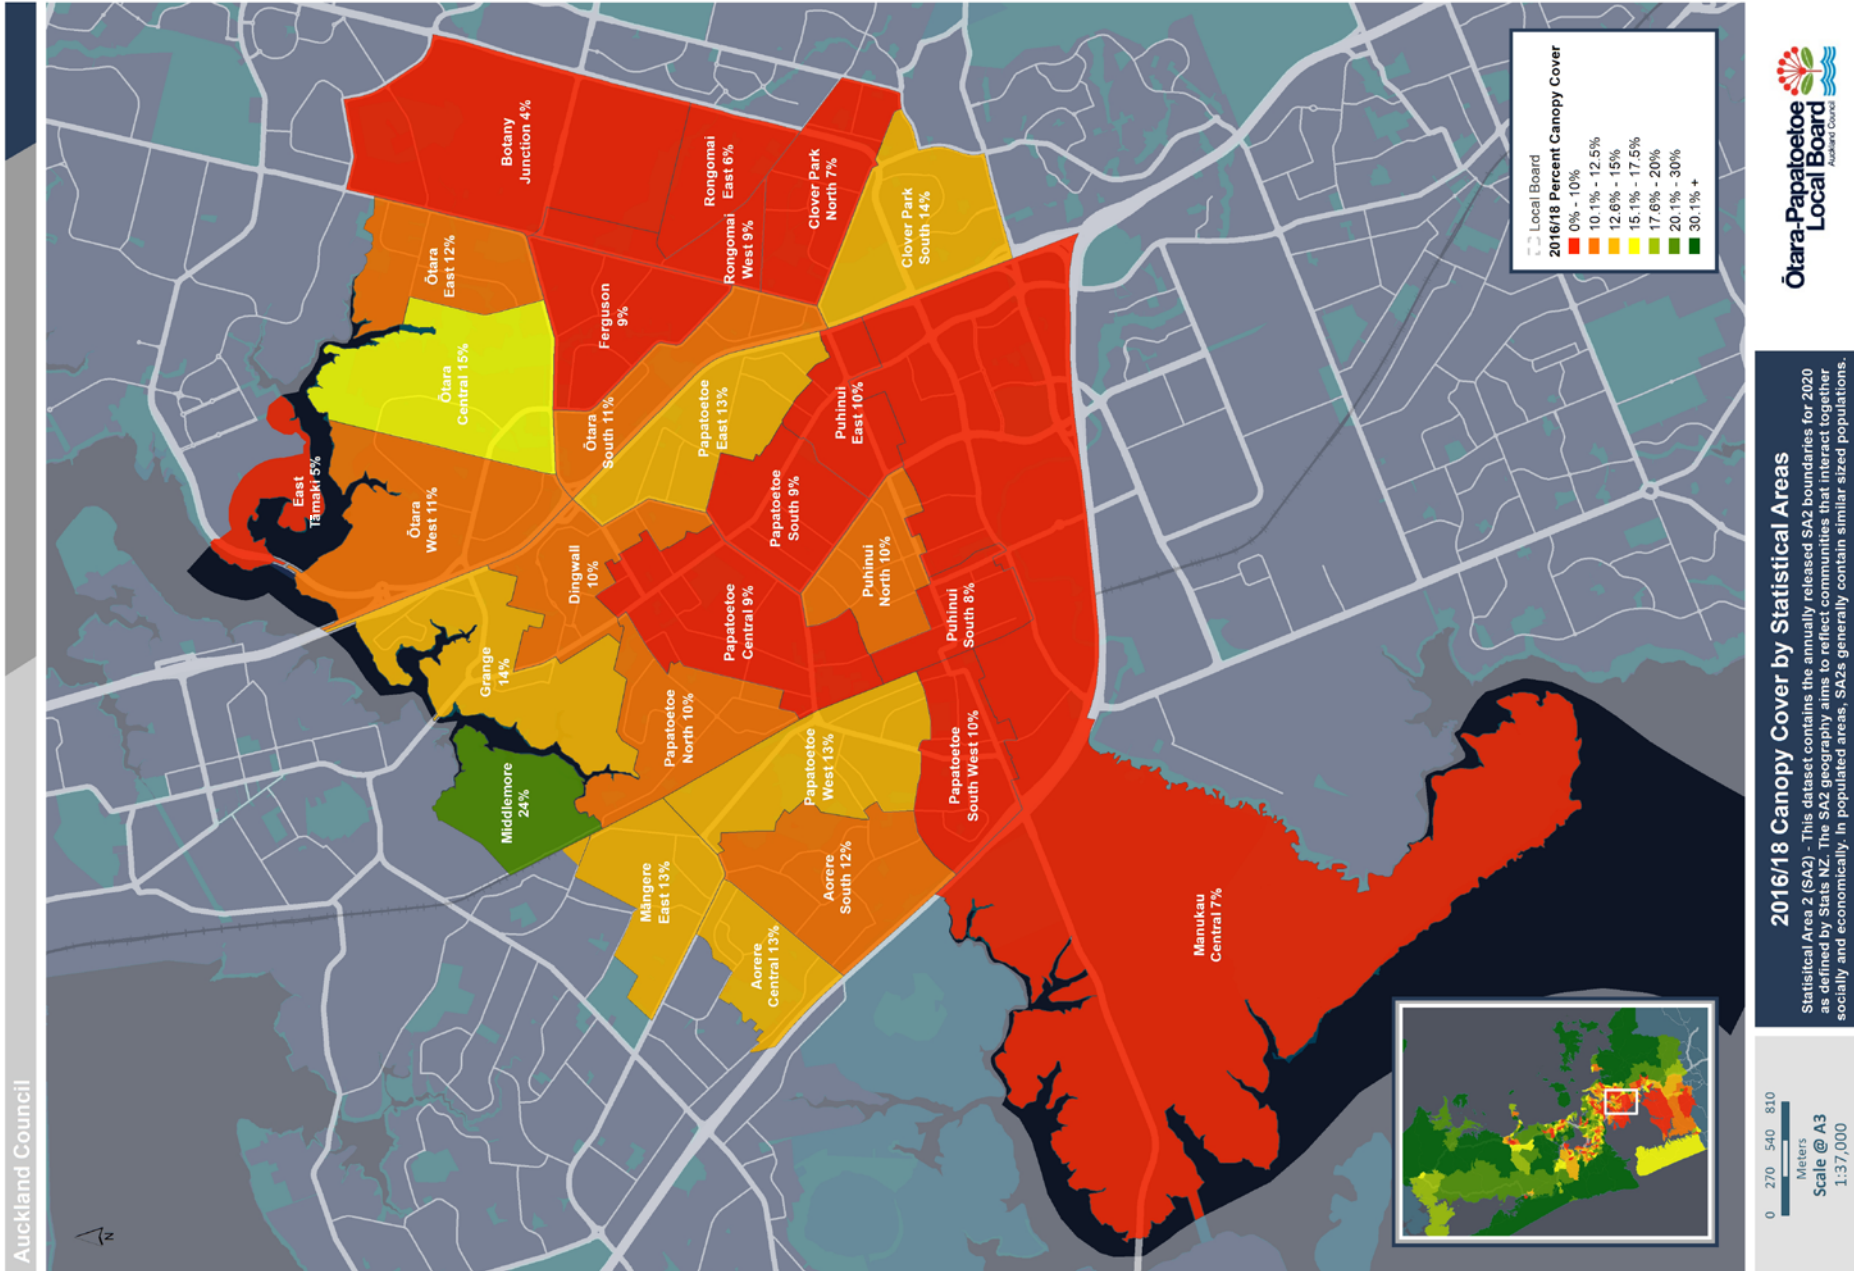 Auckland Council
N
Botany
Junction 4%
Rongomai
East 6%
Rongomai
West 9%
Clover Park
North 7%
Clover Park
South 14%
Ōtara
East 12%
Ferguson
9%
Ōtara
Central 15%
Ōtara
South 11%
Papatoetoe
East 13%
Puhinui
East 10%
East
Tāmaki 5%
Ōtara
West 11%
Dingwall
10%
Papatoetoe
South 9%
Puhinui
North 10%
Papatoetoe
Central 9%
Puhinui
South 8%
Grange
14%
Papatoetoe
North 10%
Papatoetoe
West 13%
Papatoetoe
South West 10%
Middlemore
24%
Māngere
East 13%
Aorere
South 12%
Aorere
Central 13%
Manukau
Central 7%
Local Board
2016/18 Percent Canopy Cover
0% - 10%
10.1% - 12.5%
12.6% - 15%
15.1% - 17.5%
17.6% - 20%
20.1% - 30%
30.1% +
0 270 540 810
Meters
Scale @ A3
1:37,000
2016/18 Canopy Cover by Statistical Areas
Statisitcal Area 2 (SA2) - This dataset contains the annually released SA2 boundaries for 2020
as defined by Stats NZ. The SA2 geography aims to reflect communities that interact together
socially and economically. In populated areas, SA2s generally contain similar sized populations.
Ōtara-Papatoetoe
Local Board
Auckland Council